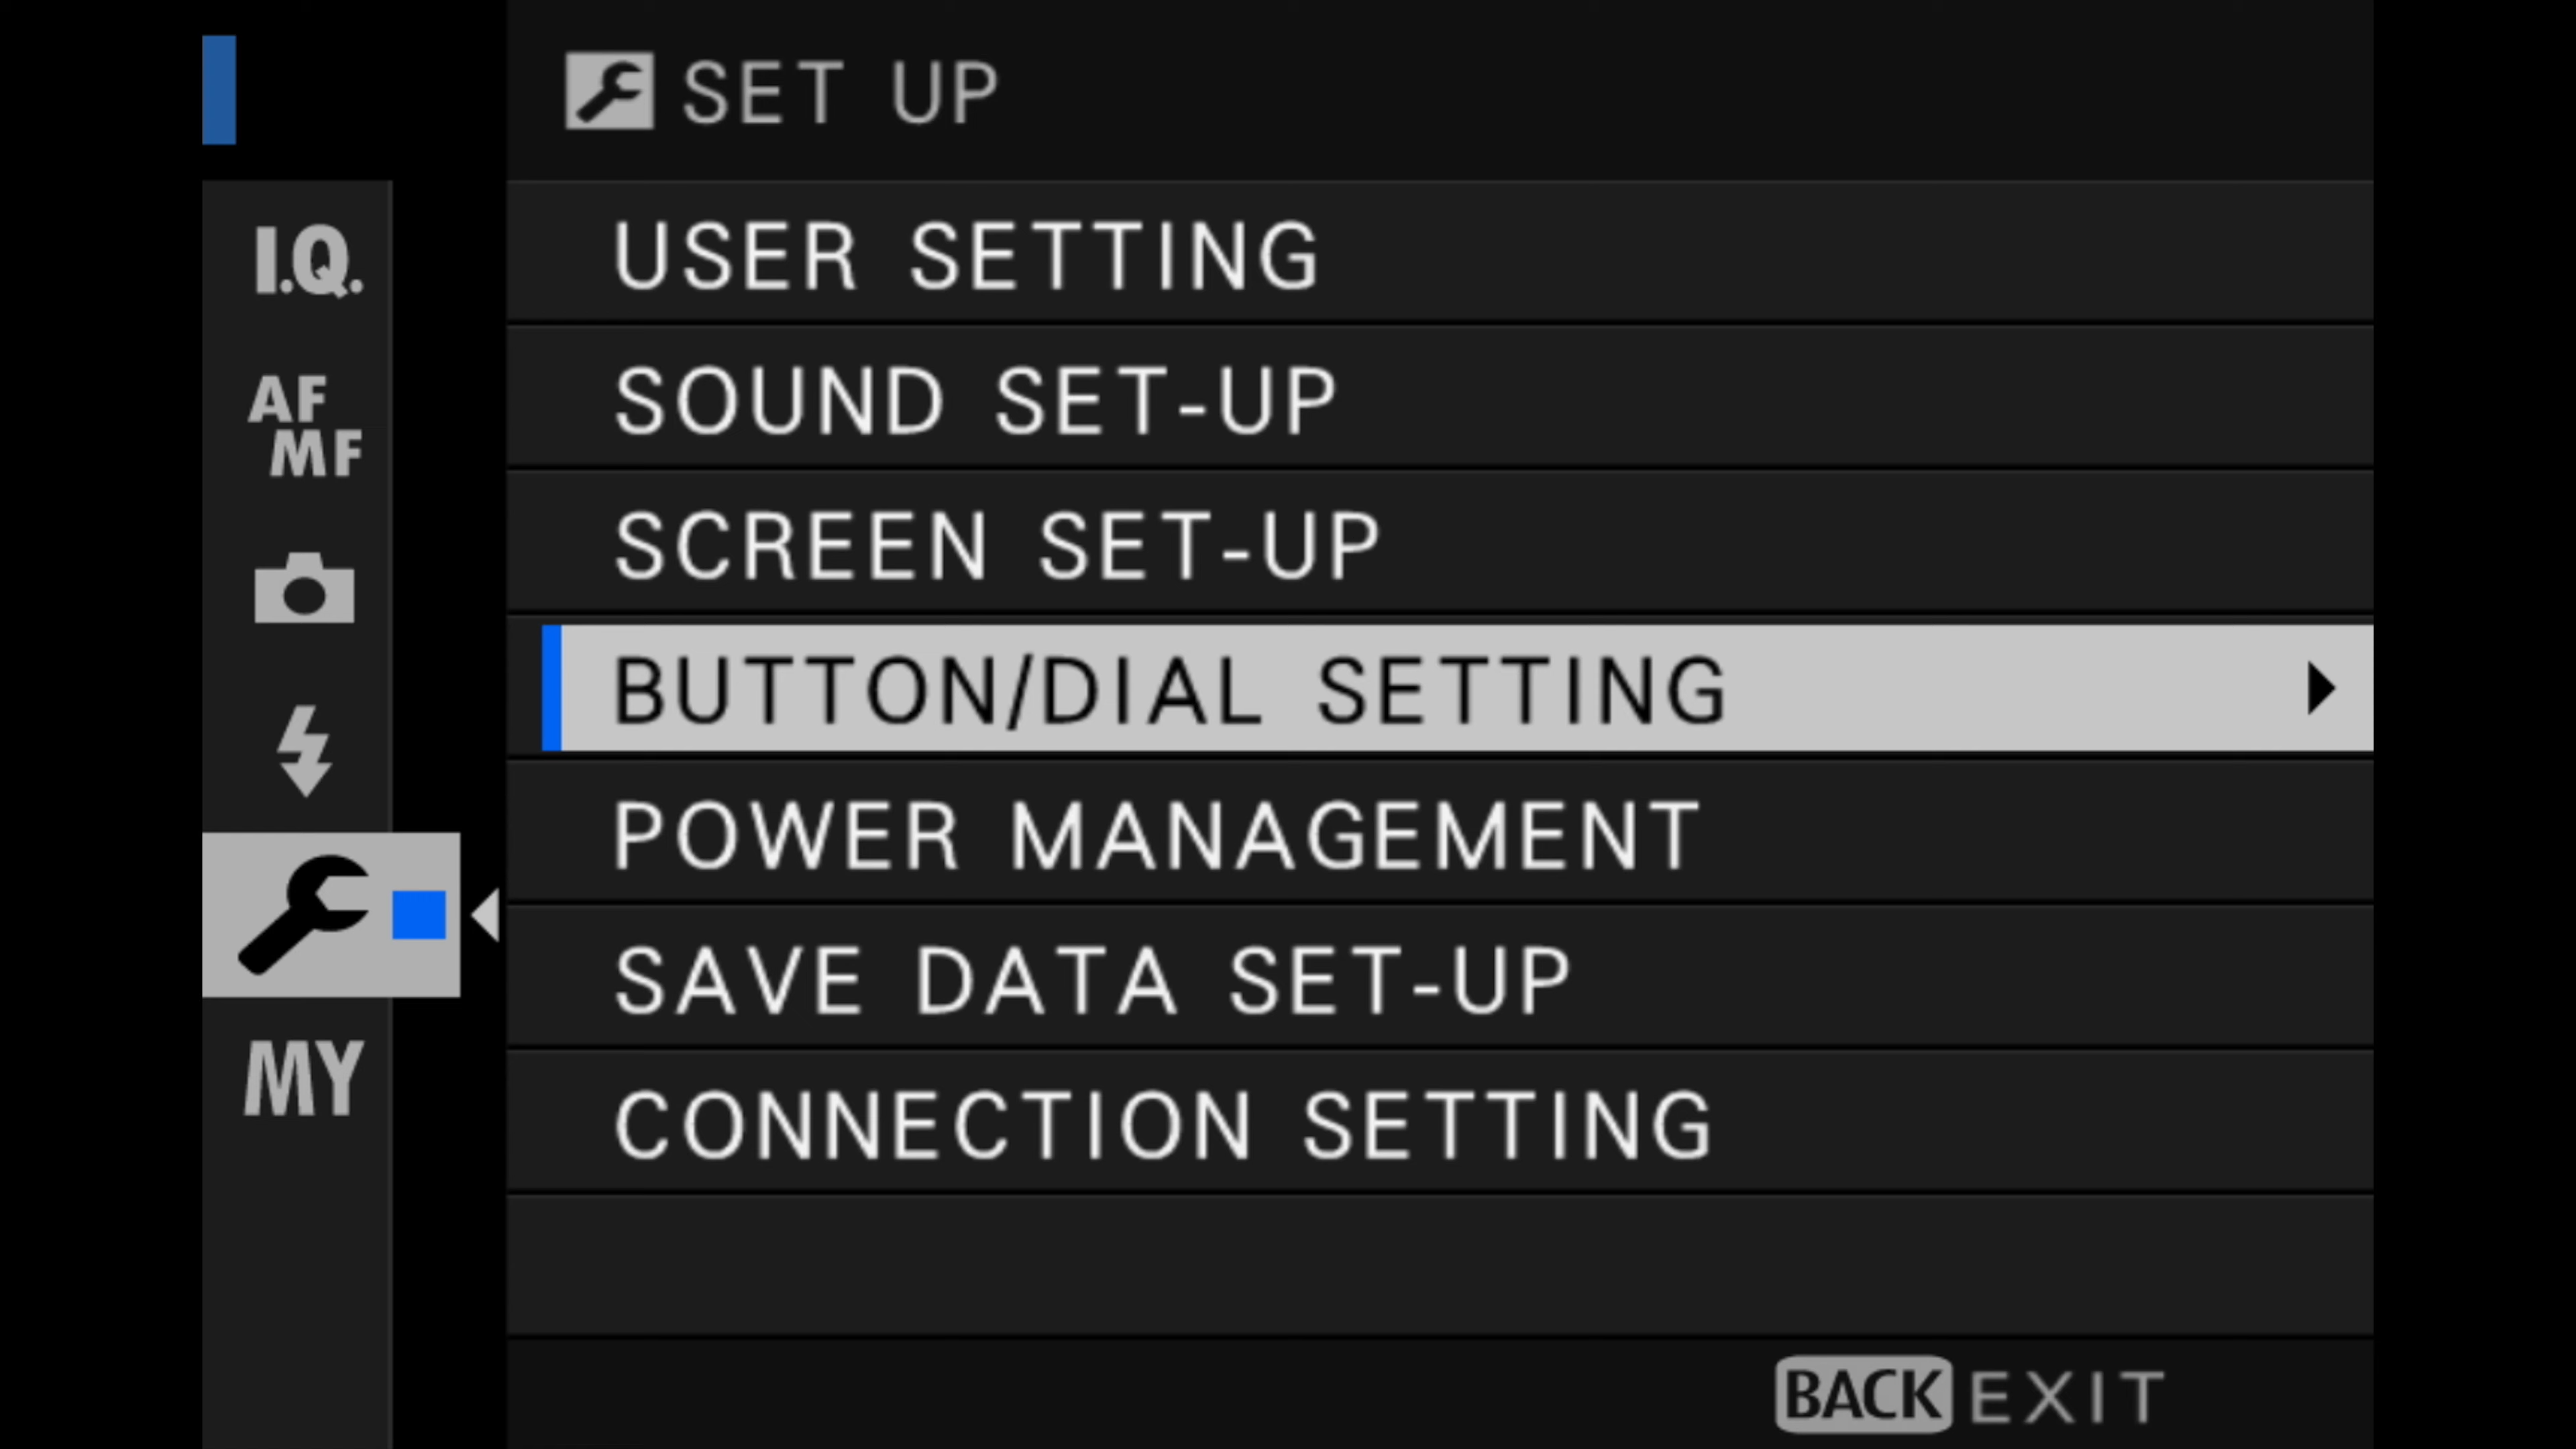 SET UP
I.Q.
AF
MF
MY
USER SETTING
SOUND SET-UP
SCREEN SET-UP
BUTTON/DIAL SETTING
POWER MANAGEMENT
SAVE DATA SET-UP
CONNECTION SETTING
BACK EXIT